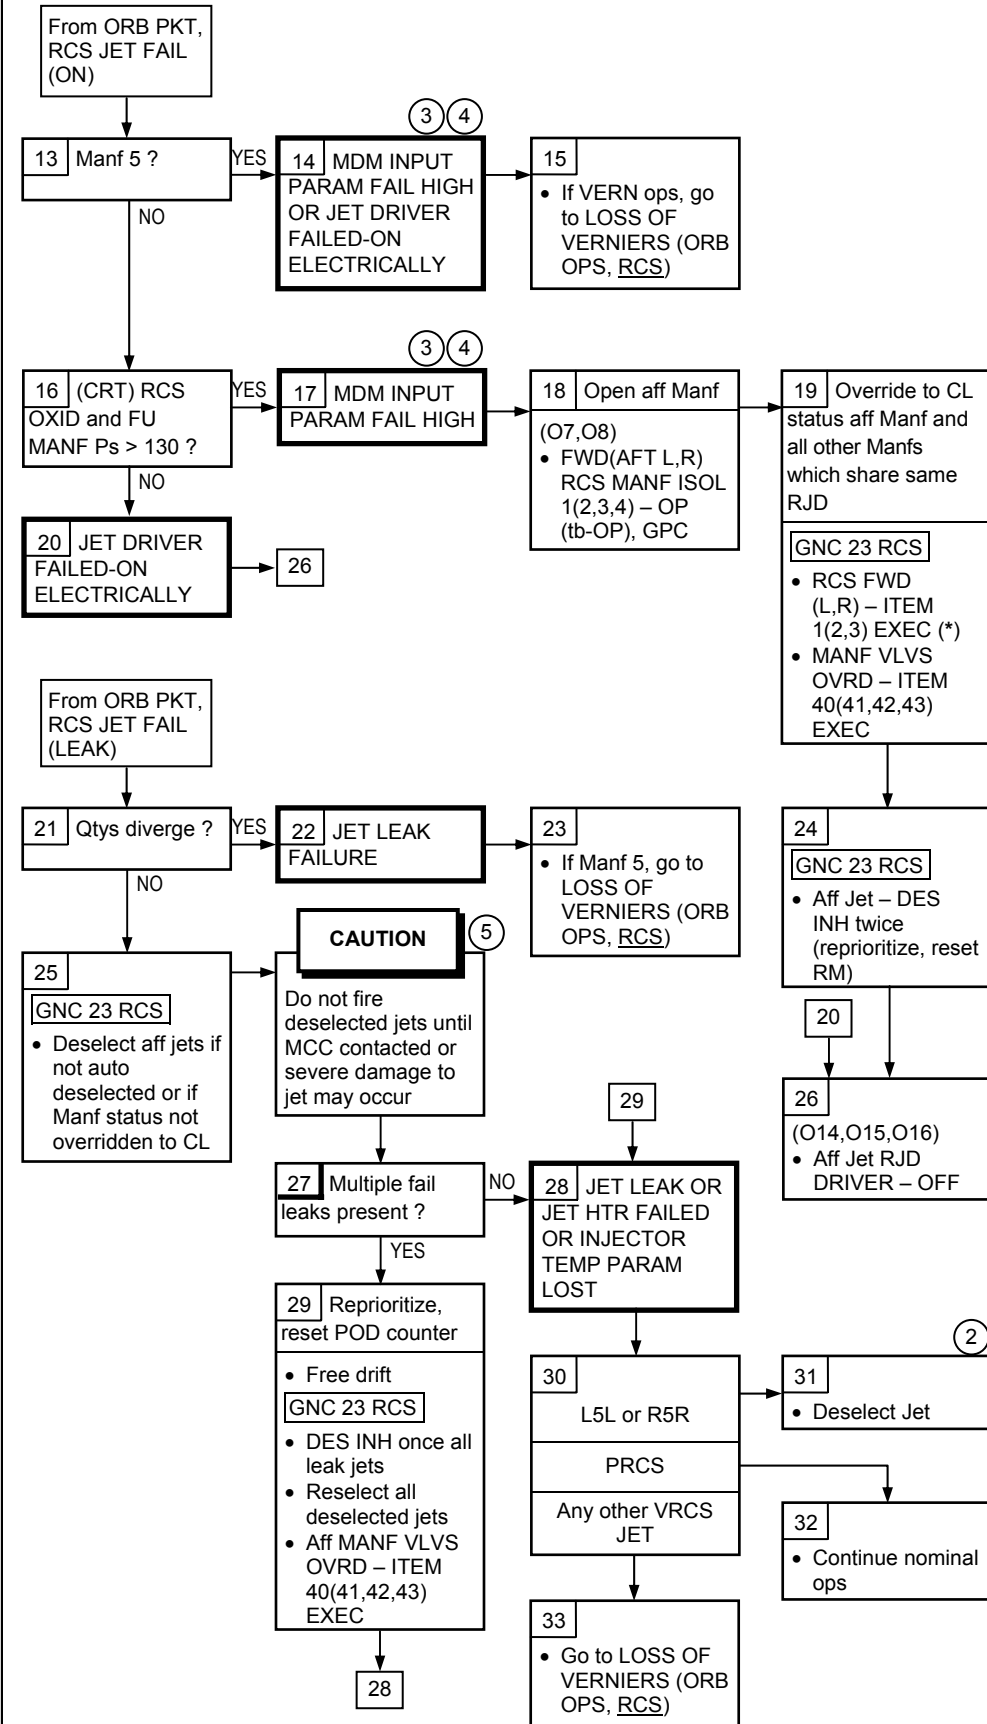 From ORB PKT,
RCS JET FAIL
(ON)
3 4
13 Manf 5 ?
YES
NO
14 MDM INPUT
PARAM FAIL HIGH
OR JET DRIVER
FAILED-ON
ELECTRICALLY
15
• If VERN ops, go
to LOSS OF
VERNIERS (ORB
OPS, RCS)
3 4
16 (CRT) RCS
OXID and FU
MANF Ps > 130 ?
YES
NO
17 MDM INPUT
PARAM FAIL HIGH
18 Open aff Manf
(O7,O8)
• FWD(AFT L,R)
RCS MANF ISOL
1(2,3,4) – OP
(tb-OP), GPC
19 Override to CL
status aff Manf and
all other Manfs
which share same
RJD
GNC 23 RCS
• RCS FWD
(L,R) – ITEM
1(2,3) EXEC (*)
• MANF VLVS
OVRD – ITEM
40(41,42,43)
EXEC
20 JET DRIVER
FAILED-ON
ELECTRICALLY
26
From ORB PKT,
RCS JET FAIL
(LEAK)
21 Qtys diverge ?
YES
NO
22 JET LEAK
FAILURE
23
• If Manf 5, go to
LOSS OF
VERNIERS (ORB
OPS, RCS)
24
GNC 23 RCS
• Aff Jet – DES
INH twice
(reprioritize, reset
RM)
25
GNC 23 RCS
• Deselect aff jets if
not auto
deselected or if
Manf status not
overridden to CL
CAUTION
5
Do not fire
deselected jets until
MCC contacted or
severe damage to
jet may occur
20
26
(O14,O15,O16)
• Aff Jet RJD
DRIVER – OFF
29
27 Multiple fail
leaks present ?
NO
YES
28 JET LEAK OR
JET HTR FAILED
OR INJECTOR
TEMP PARAM
LOST
29 Reprioritize,
reset POD counter
• Free drift
GNC 23 RCS
• DES INH once all
leak jets
• Reselect all
deselected jets
• Aff MANF VLVS
OVRD – ITEM
40(41,42,43)
EXEC
28
30
L5L or R5R
PRCS
Any other VRCS
JET
2
31
• Deselect Jet
32
• Continue nominal
ops
33
• Go to LOSS OF
VERNIERS (ORB
OPS, RCS)